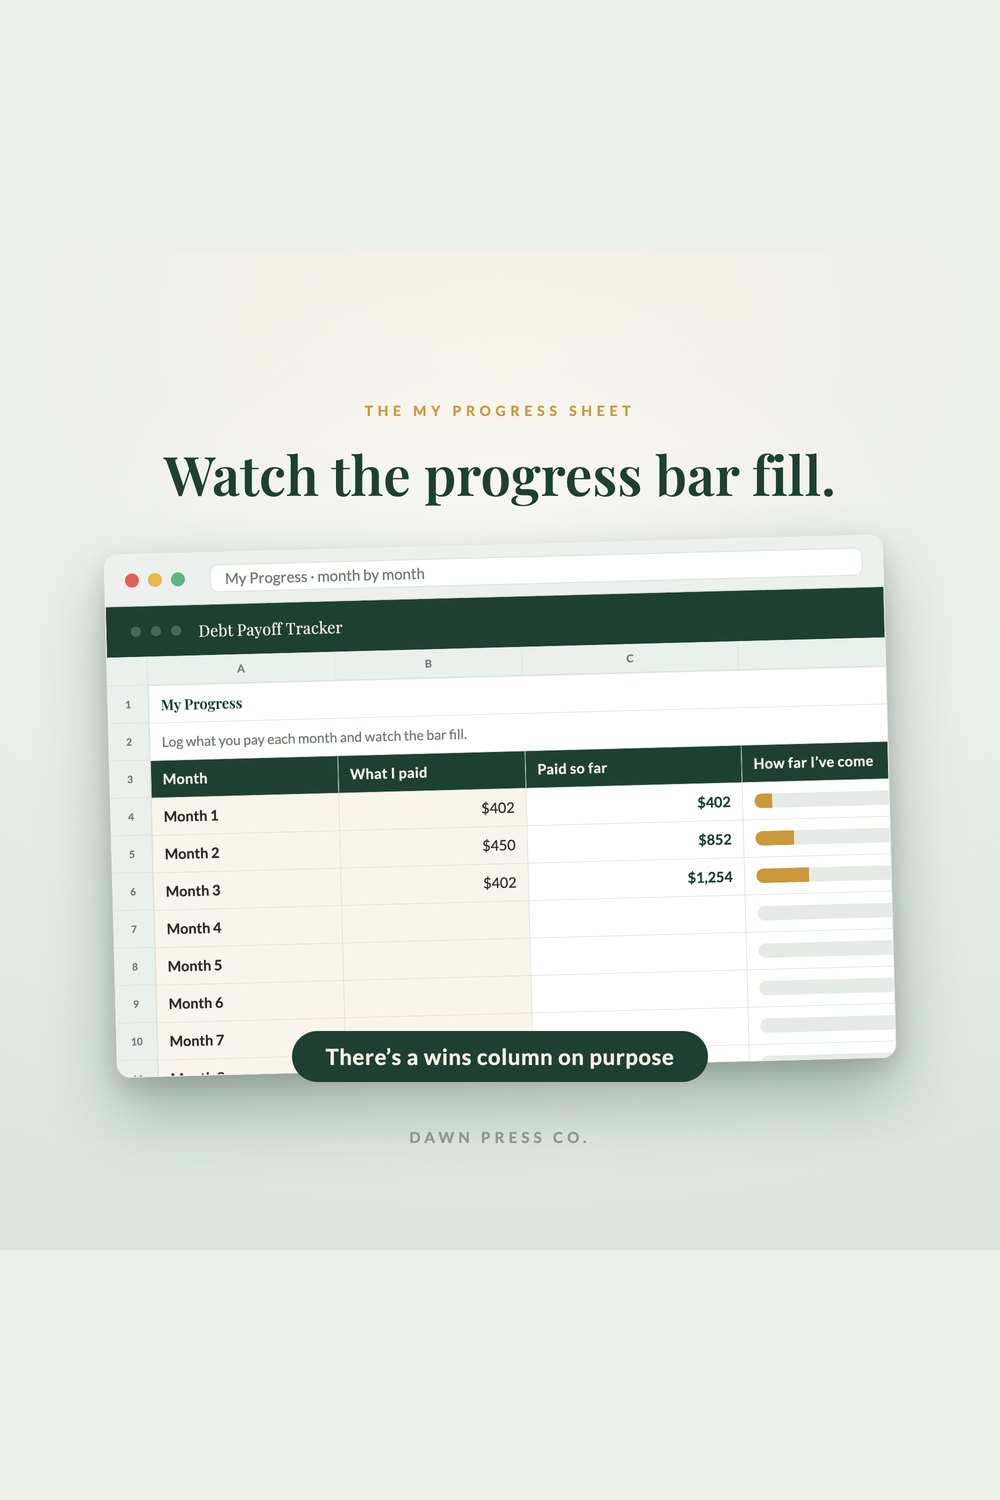 THE MY PROGRESS SHEET
Watch the progress bar fill.
My Progress · month by month
Debt Payoff Tracker
A B C
1 My Progress
2 Log what you pay each month and watch the bar fill.
3 Month What I paid Paid so far How far I've come
4 Month 1 $402 $402
5 Month 2 $450 $852
6 Month 3 $402 $1,254
7 Month 4
8 Month 5
9 Month 6
10 Month 7
There's a wins column on purpose
DAWN PRESS CO.